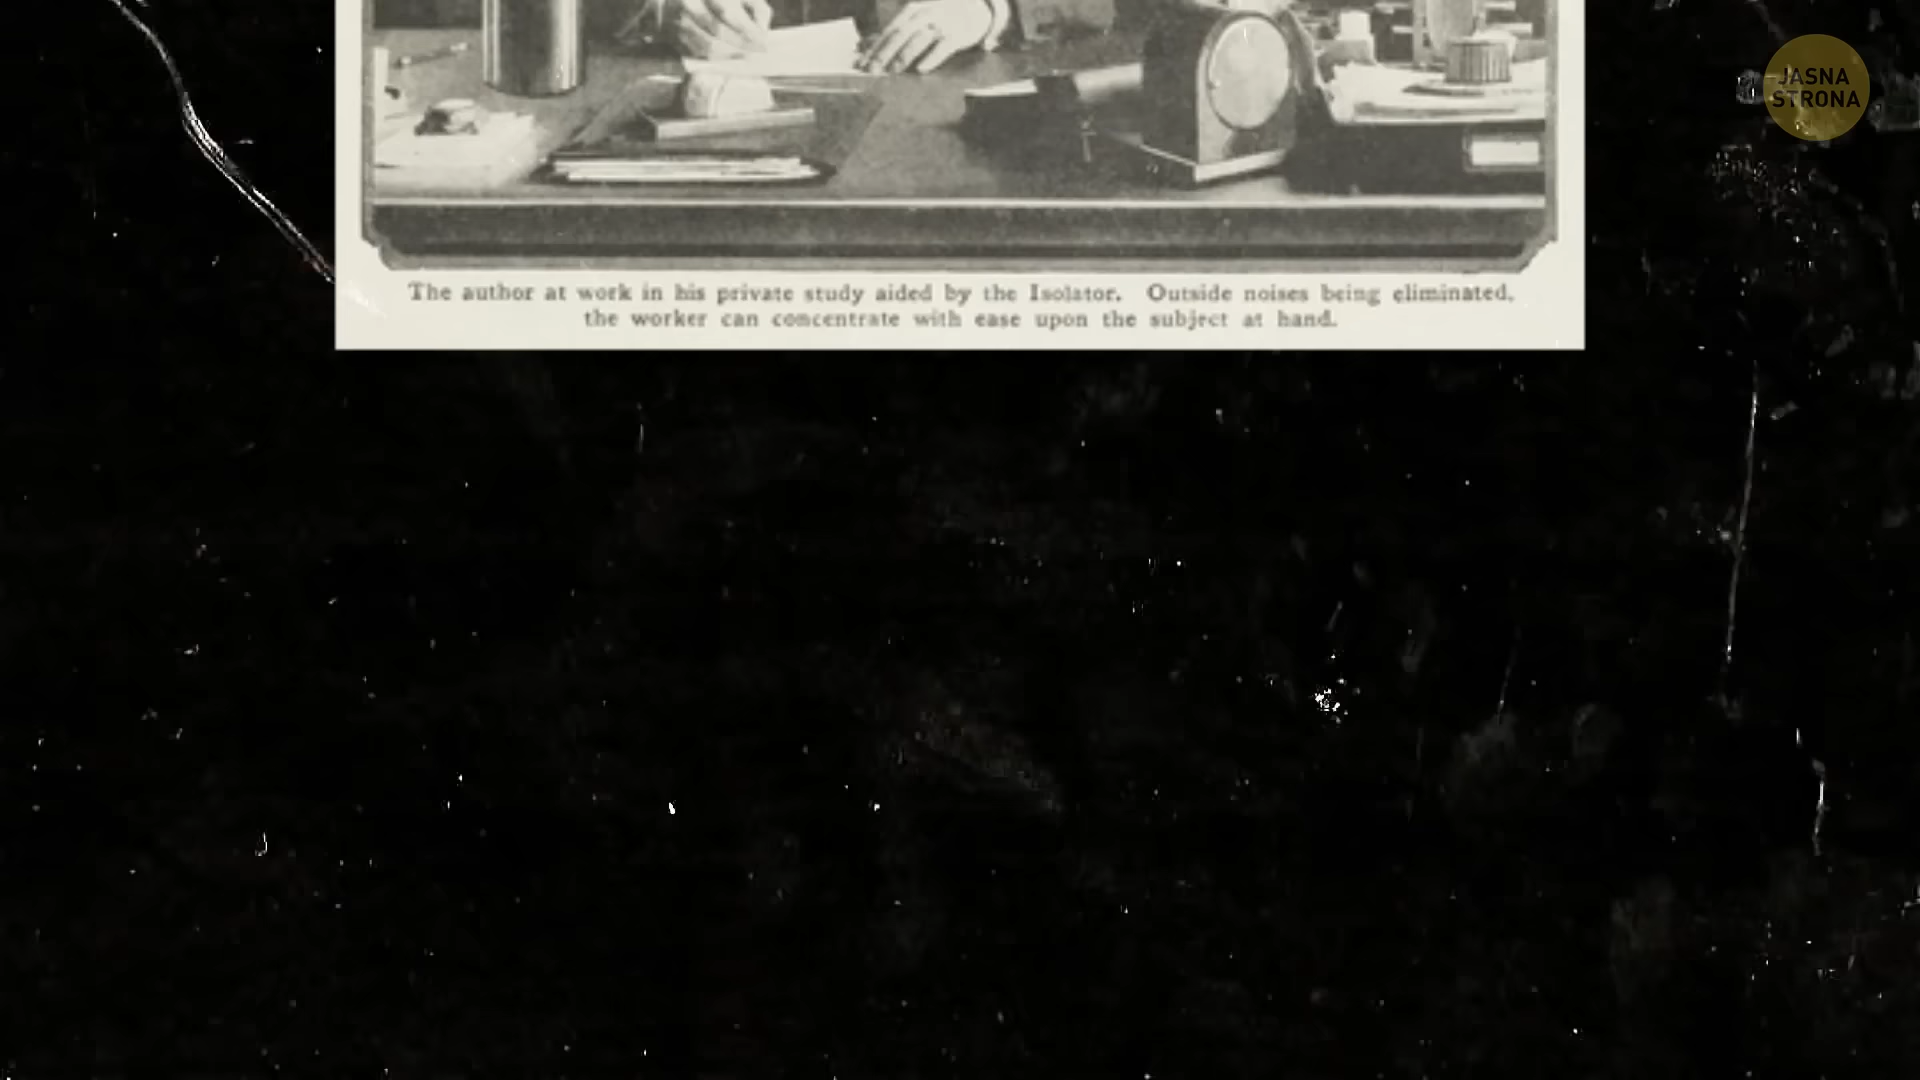 JASNA
STRONA
The author at work in his private study aided by the Isolator. Outside noises being eliminated,
the worker can concentrate with ease upon the subject at hand.